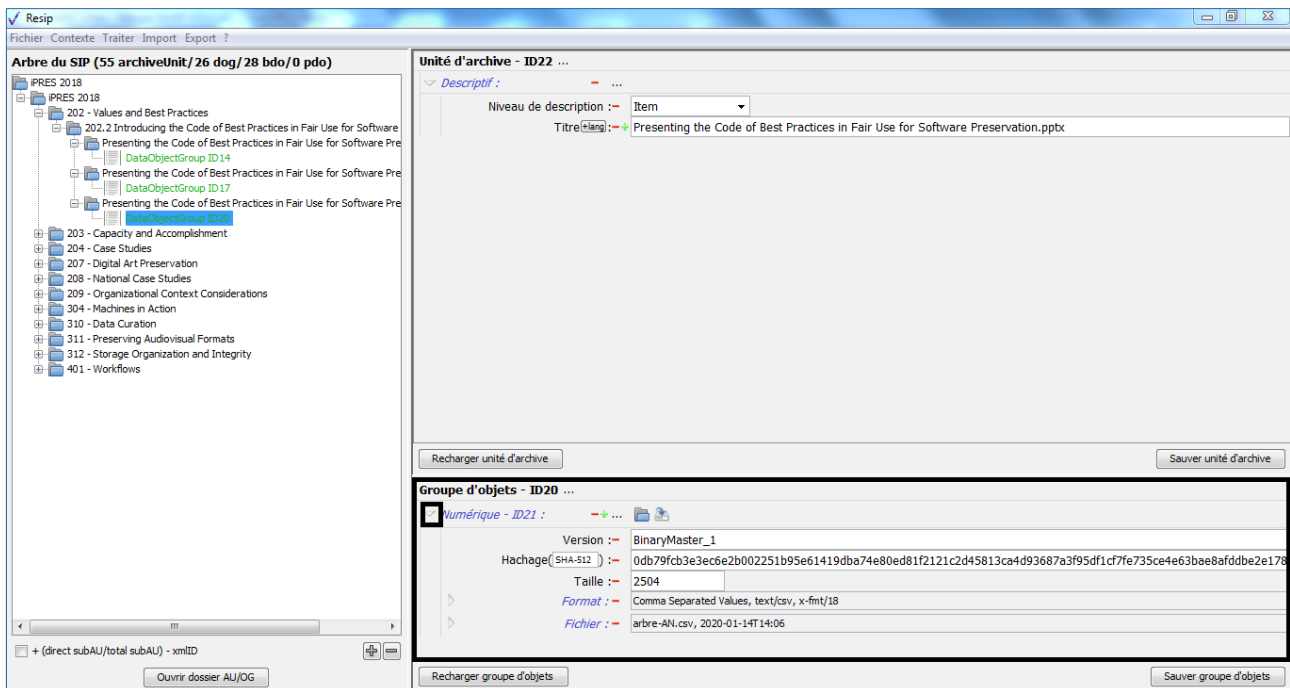 Resip
Fichier Contexte Traiter Import Export ?
Arbre du SIP (55 archiveUnit/26 dog/28 bdo/0 pdo)
iPRES 2018
iPRES 2018
202 - Values and Best Practices
202.2 Introducing the Code of Best Practices in Fair Use for Software
Presenting the Code of Best Practices in Fair Use for Software Pre
DataObjectGroup ID14
Presenting the Code of Best Practices in Fair Use for Software Pre
DataObjectGroup ID17
Presenting the Code of Best Practices in Fair Use for Software Pre
DataObjectGroup ID20
203 - Capacity and Accomplishment
204 - Case Studies
207 - Digital Art Preservation
208 - National Case Studies
209 - Organizational Context Considerations
304 - Machines in Action
310 - Data Curation
311 - Preserving Audiovisual Formats
312 - Storage Organization and Integrity
401 - Workflows
+ (direct subAU/total subAU) - xmlID
Ouvrir dossier AU/OG
Unité d'archive - ID22 ...
Descriptif : - ...
Niveau de description :- Item
Titre +lang :-+ Presenting the Code of Best Practices in Fair Use for Software Preservation.pptx
Recharger unité d'archive Sauver unité d'archive
Groupe d'objets - ID20 ...
Numérique - ID21 : -+ ...
Version :- BinaryMaster_1
Hachage( SHA-512 ) :- 0db79fcb3e3ec6e2b002251b95e61419dba74e80ed81f2121c2d45813ca4d93687a3f95df1cf7fe735ce4e63bae8afddbe2e178
Taille :- 2504
Format : - Comma Separated Values, text/csv, x-fmt/18
Fichier : - arbre-AN.csv, 2020-01-14T14:06
Recharger groupe d'objets Sauver groupe d'objets